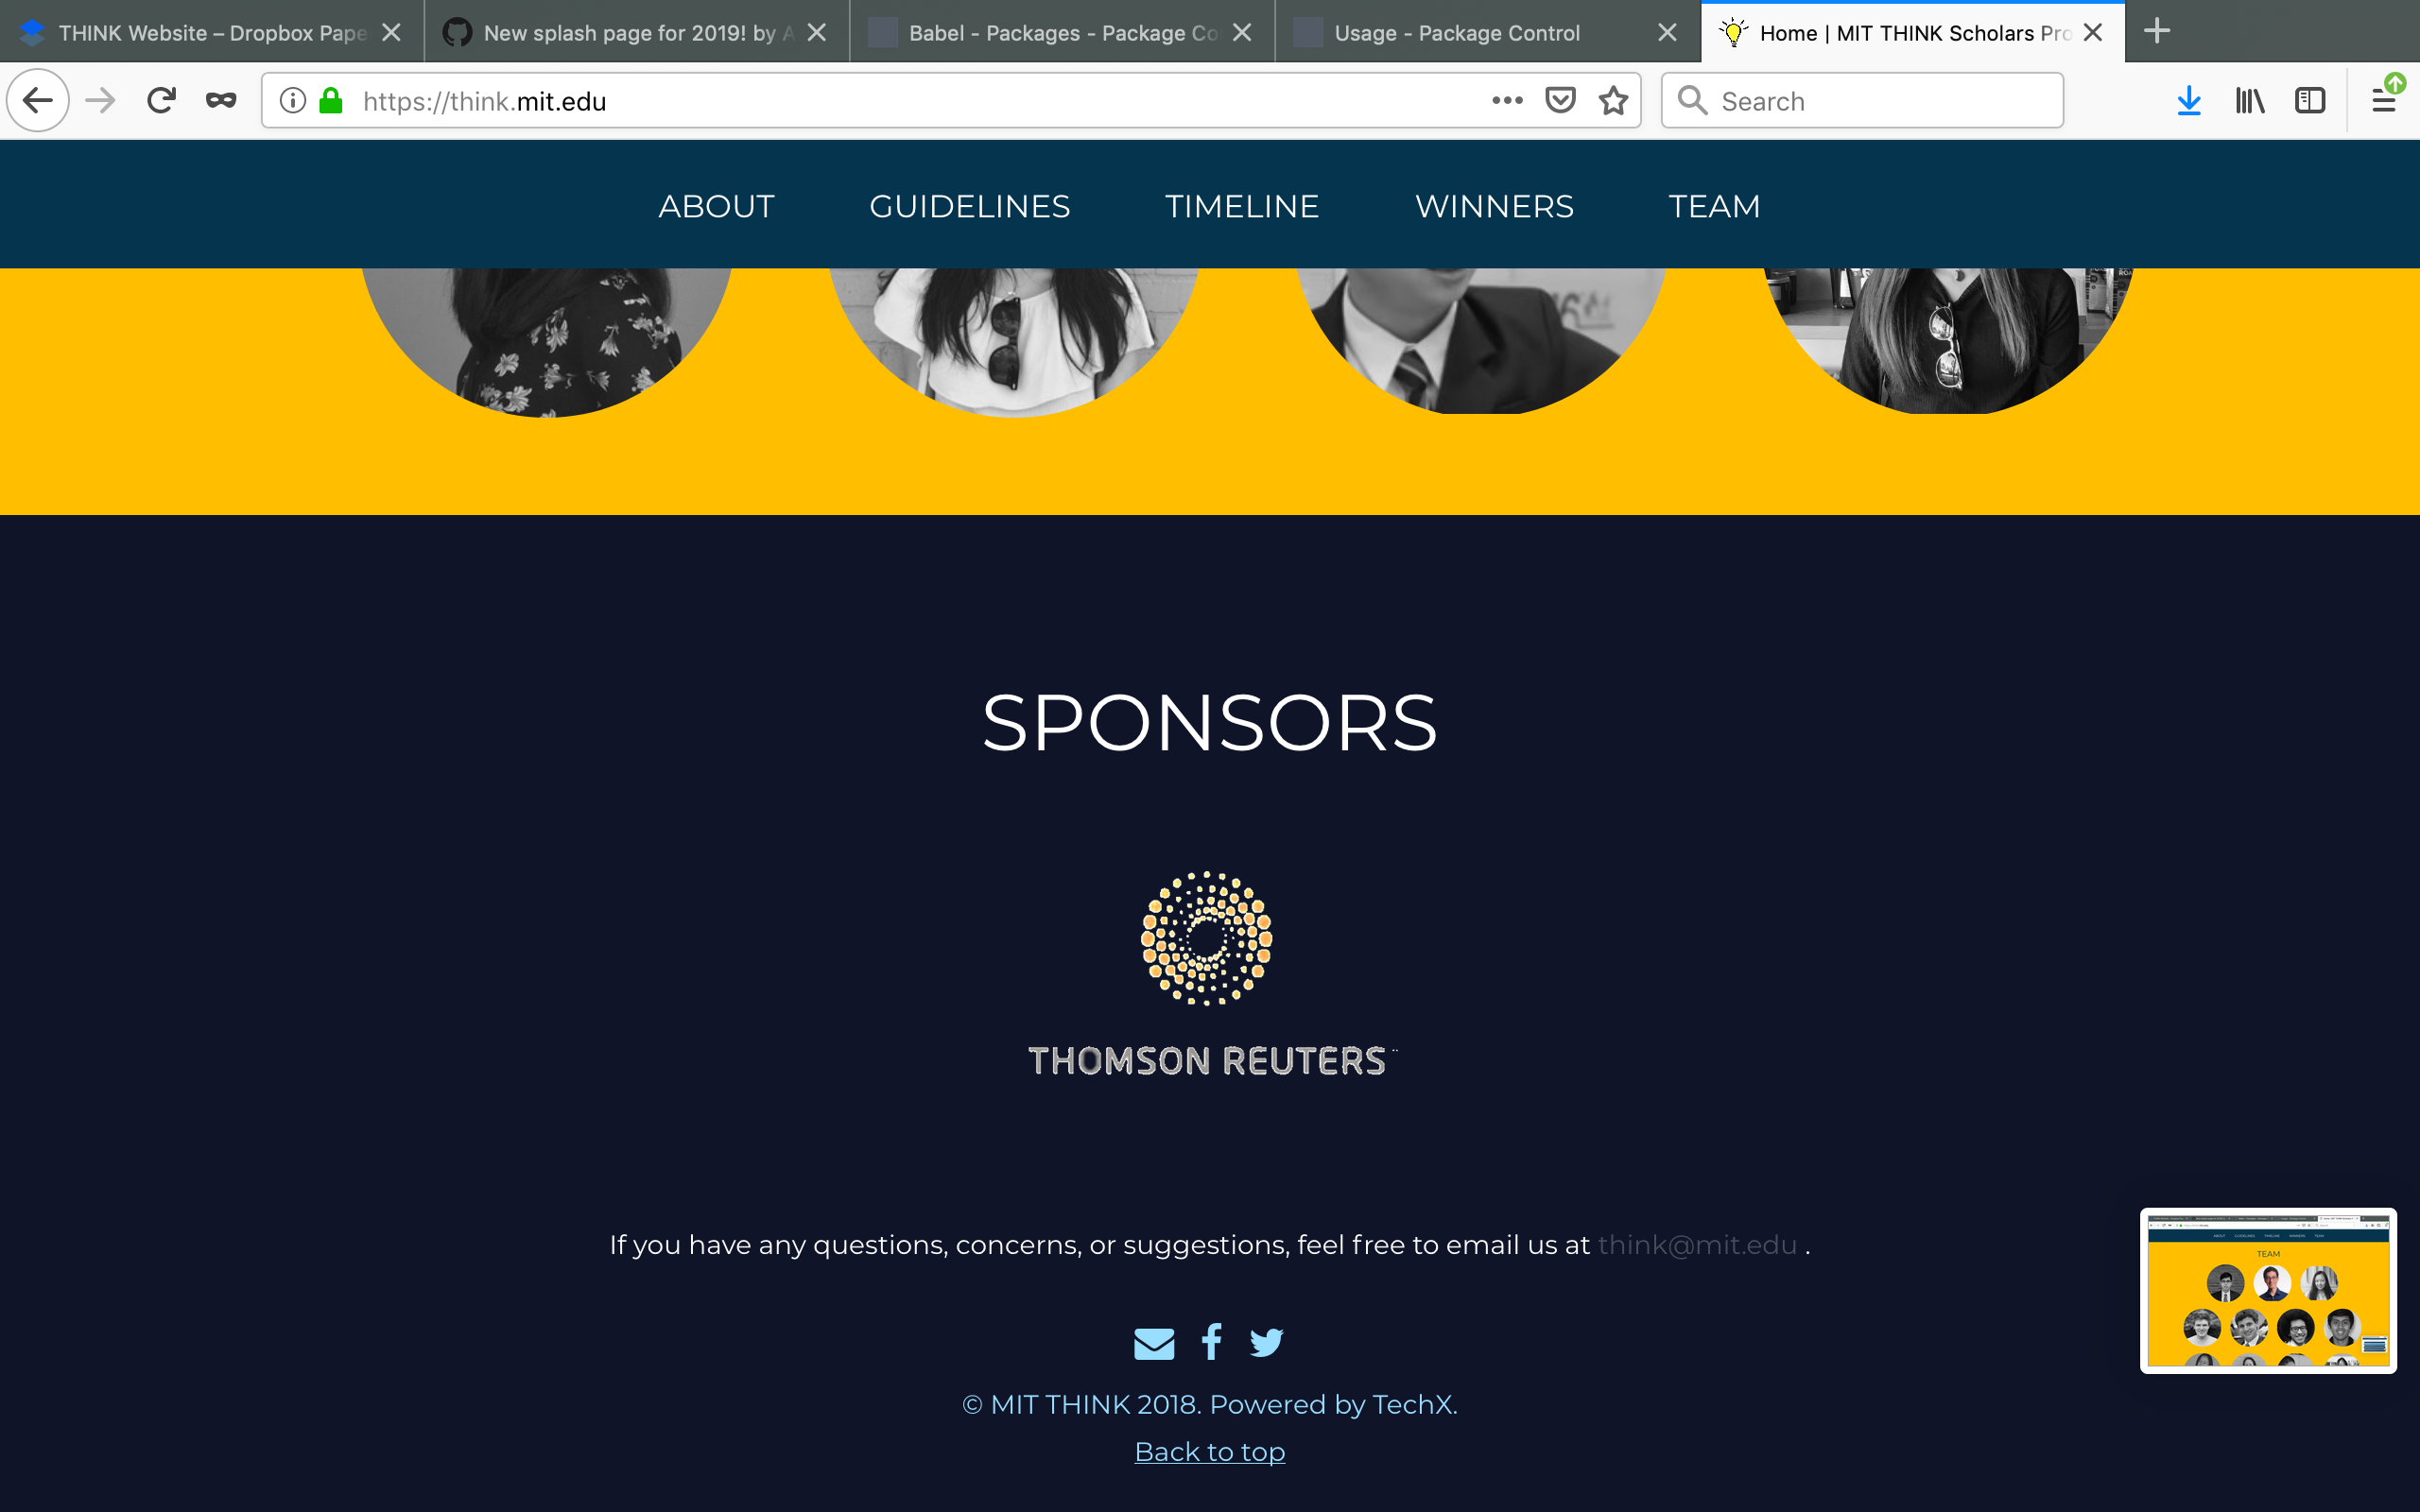 THINK Website – Dropbox Pape
New splash page for 2019! by A
Babel - Packages - Package Co
Usage - Package Control
Home | MIT THINK Scholars Pro
https://think.mit.edu
Search
ABOUT
GUIDELINES
TIMELINE
WINNERS
TEAM
SPONSORS
THOMSON REUTERS
If you have any questions, concerns, or suggestions, feel free to email us at think@mit.edu .
TEAM
© MIT THINK 2018. Powered by TechX.
Back to top